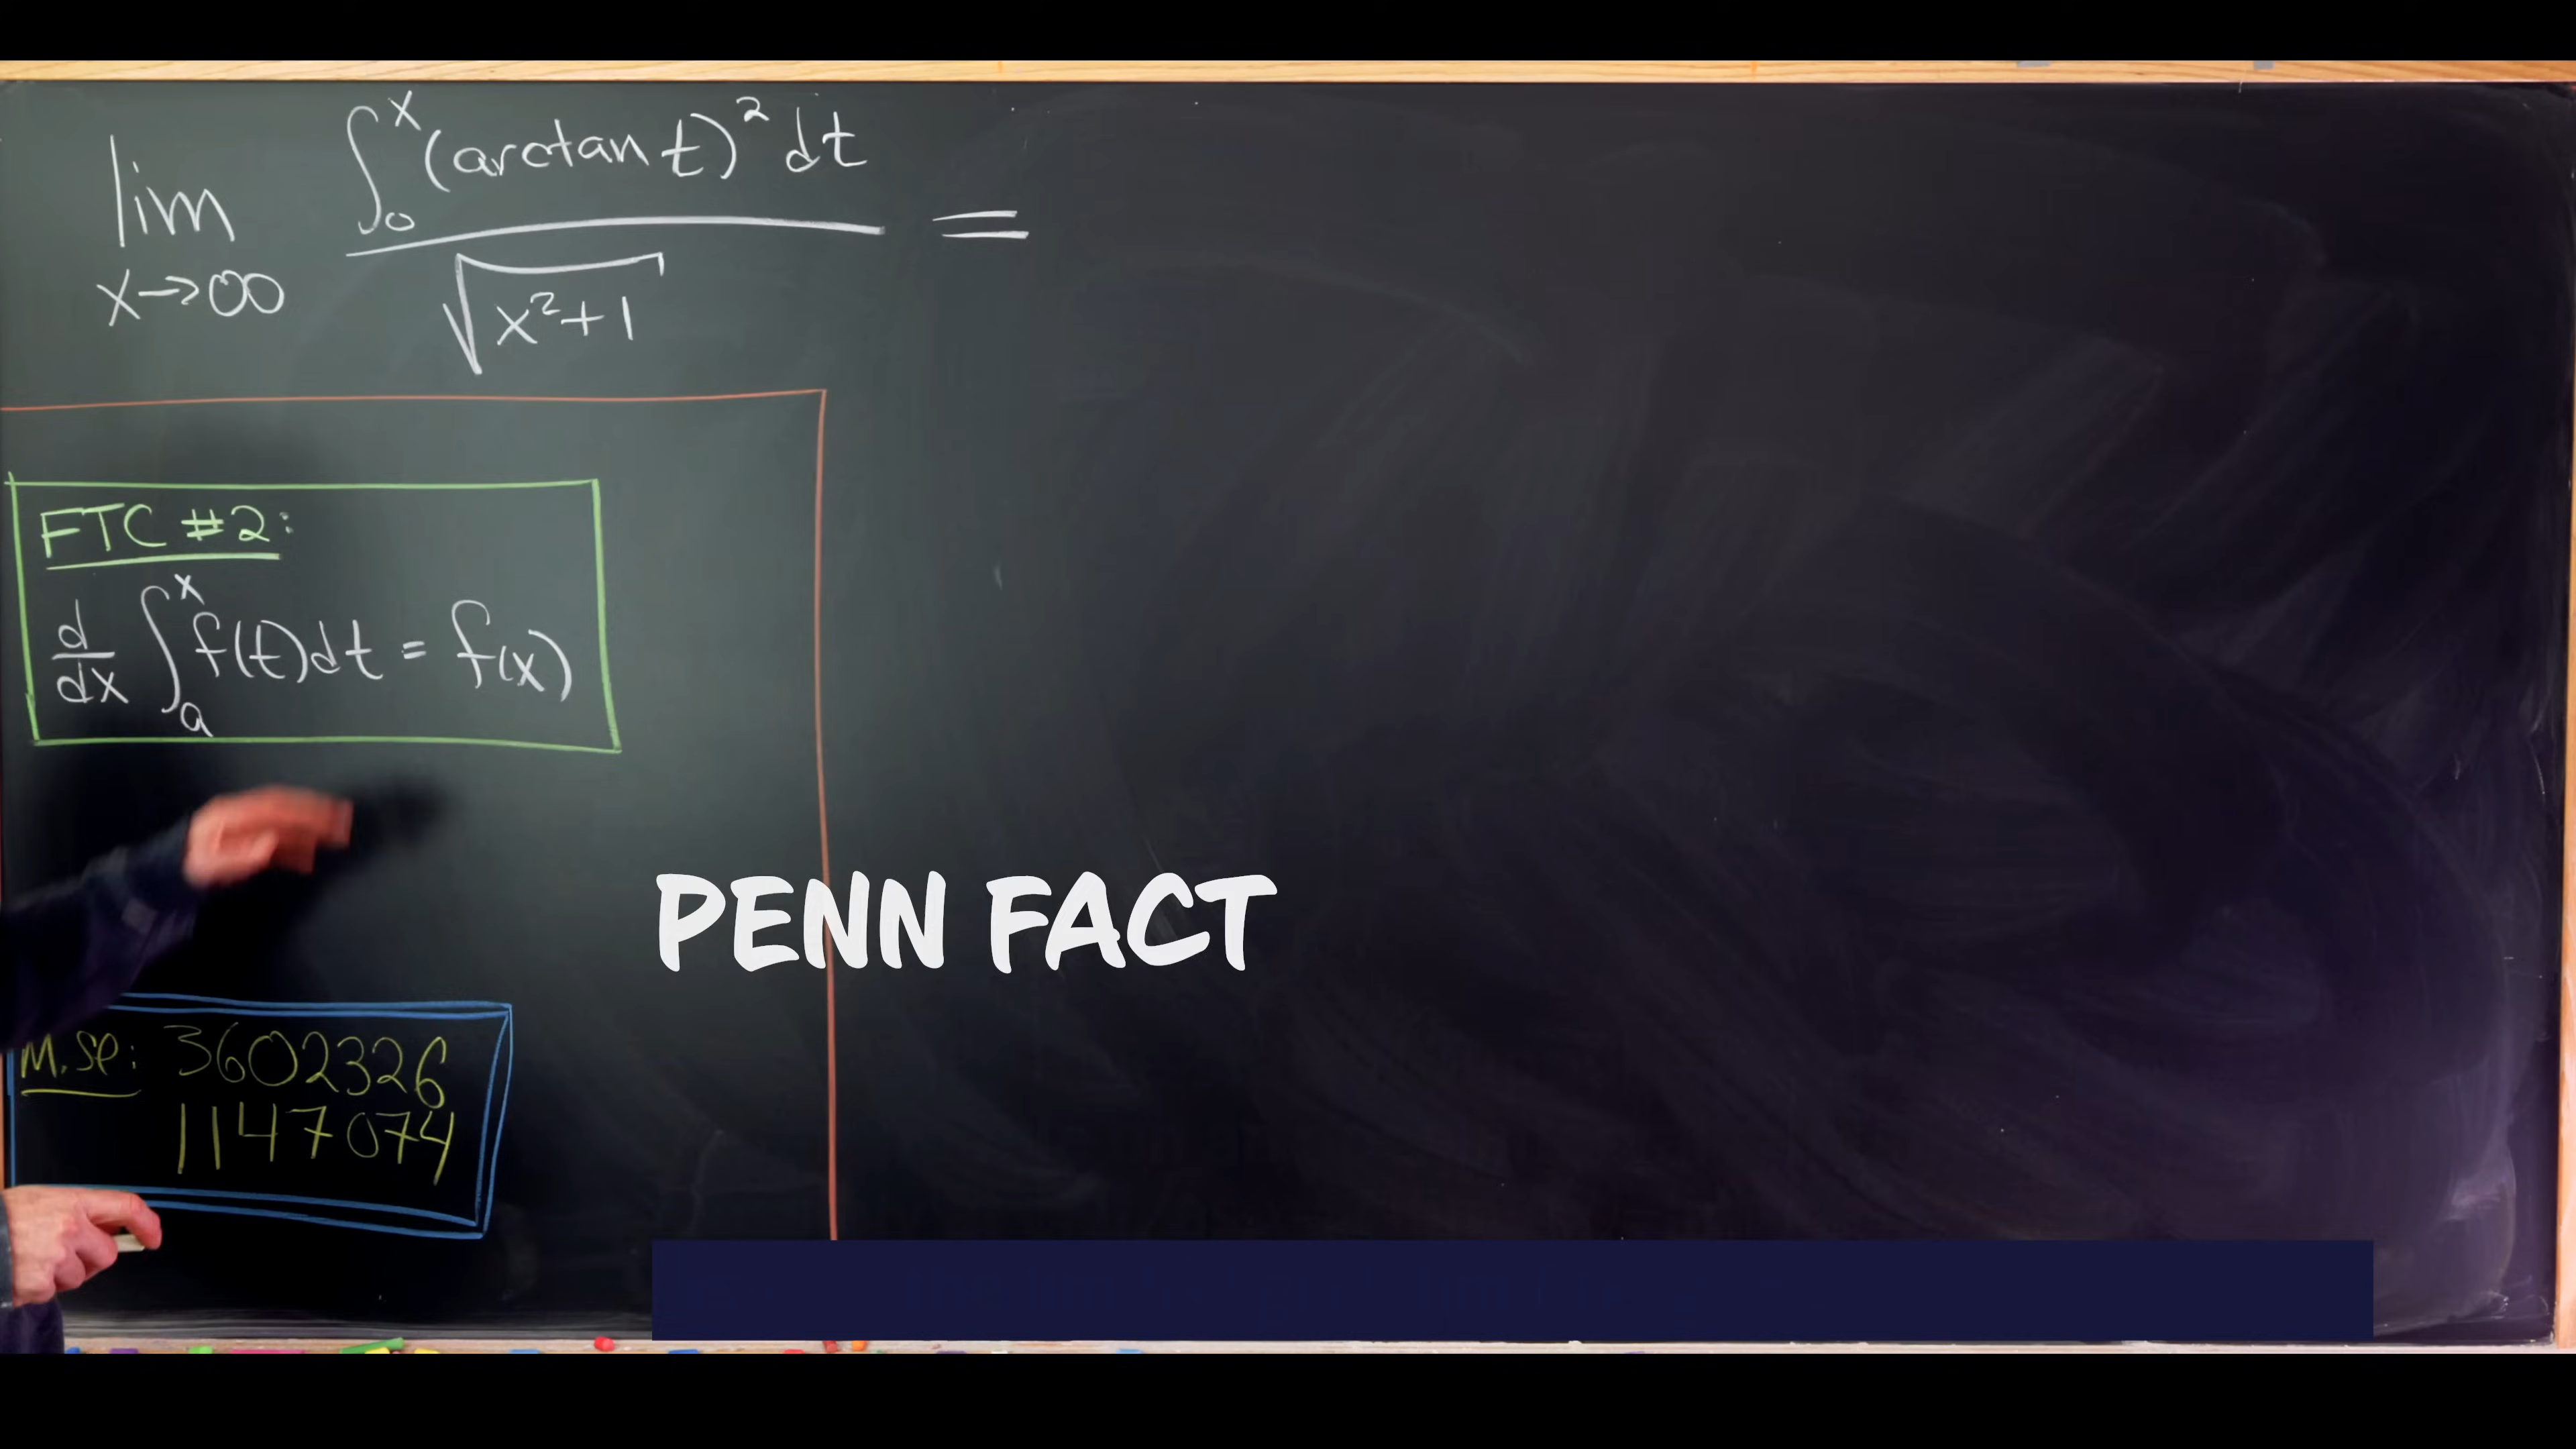 lim x→∞ ∫₀ˣ (arctan t)² dt / √(x²+1) =
FTC #2:
d/dx ∫ₐˣ f(t)dt = f(x)
PENN FACT
M.SE: 3602326
1147074